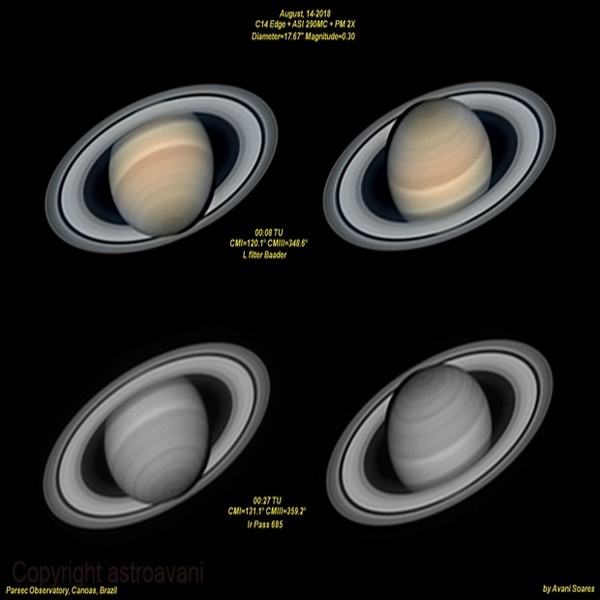 August, 14-2018
C14 Edge + ASI 290MC + PM 2X
Diameter=17.67" Magnitude=0.30
00:08 TU
CMI=120.1° CMIII=348.6°
L filter Baader
00:27 TU
CMI=131.1° CMIII=359.2°
Ir Pass 685
Copyright astroavani
Parsec Observatory, Canoas, Brazil
by Avani Soares